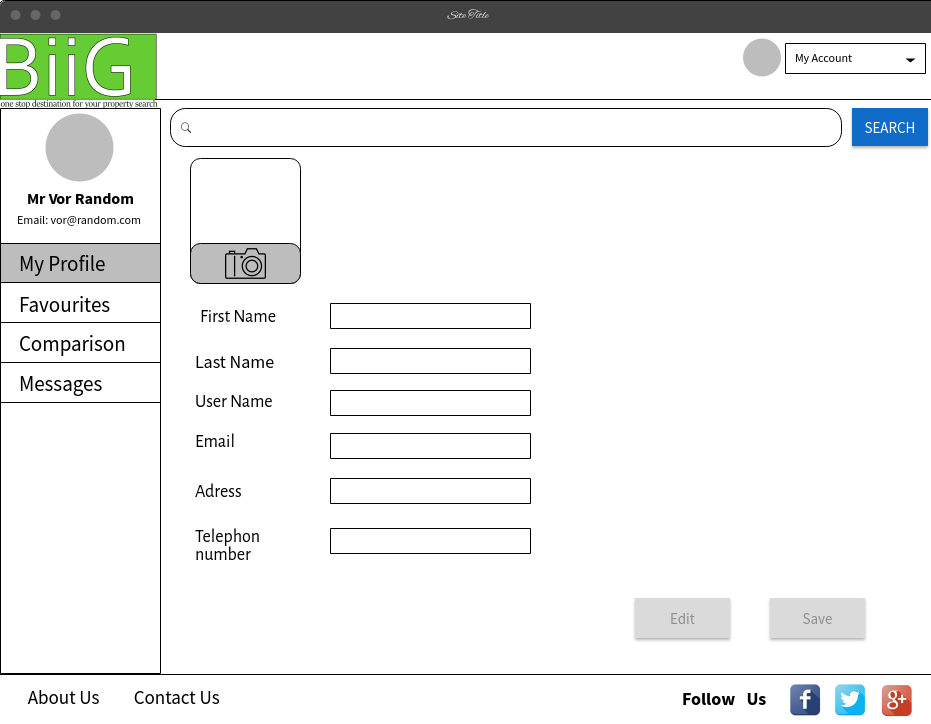 Site Title
BiiG
one stop destination for your property search
My Account
SEARCH
Mr Vor Random
Email: vor@random.com
My Profile
Favourites
Comparison
Messages
First Name
Last Name
User Name
Email
Adress
Telephon
number
Edit
Save
About Us
Contact Us
Follow Us
f
g+